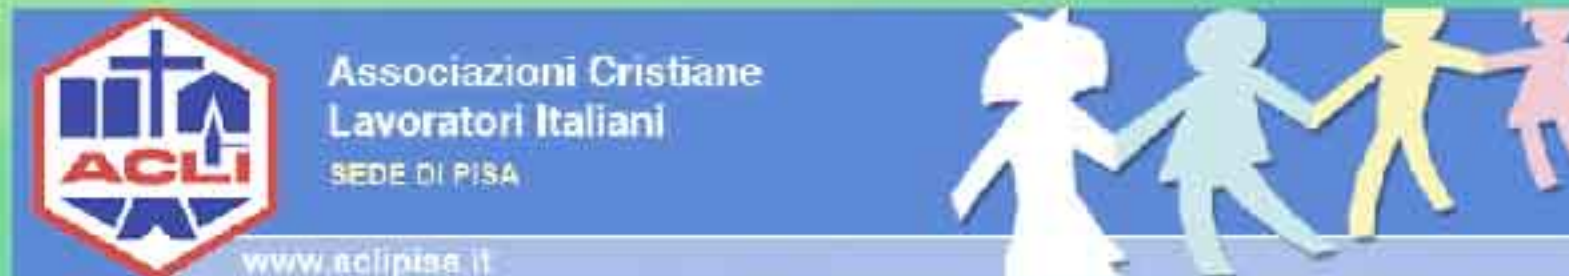 ACLI
Associazioni Cristiane
Lavoratori Italiani
SEDE DI PISA
www.aclipisa.it